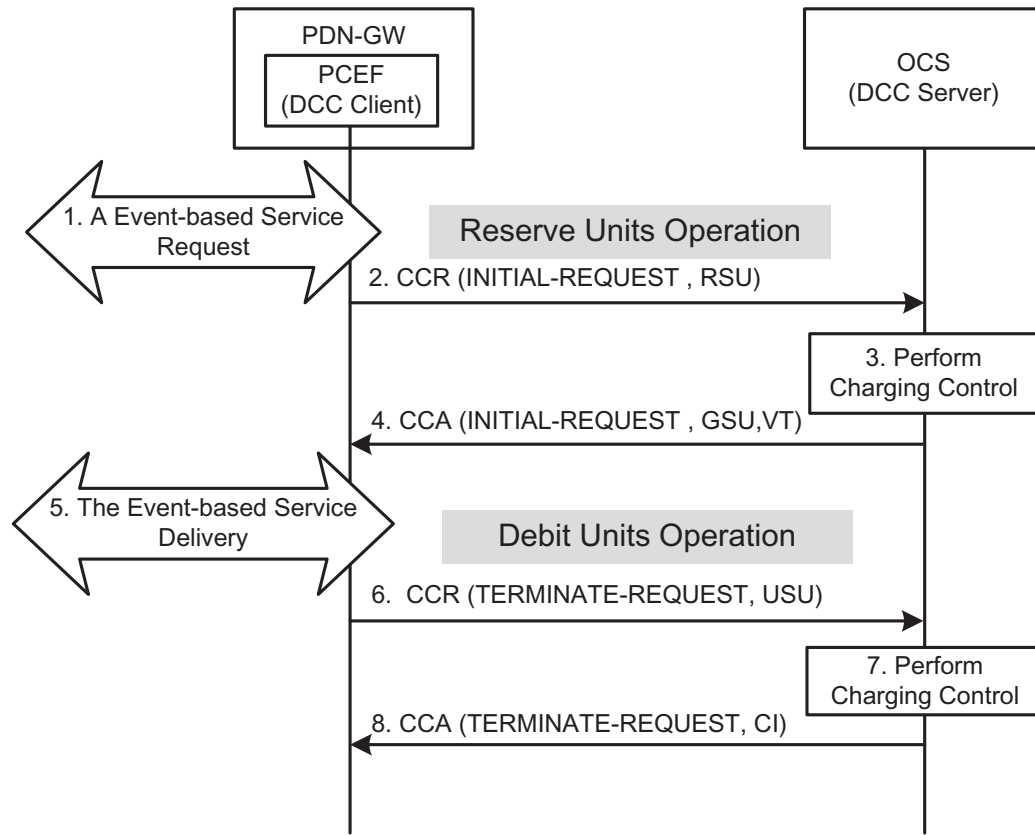 PDN-GW
PCEF
(DCC Client)
OCS
(DCC Server)
1. A Event-based Service
Request
Reserve Units Operation
2. CCR (INITIAL-REQUEST , RSU)
3. Perform
Charging Control
4. CCA (INITIAL-REQUEST , GSU,VT)
5. The Event-based Service
Delivery
Debit Units Operation
6. CCR (TERMINATE-REQUEST, USU)
7. Perform
Charging Control
8. CCA (TERMINATE-REQUEST, CI)